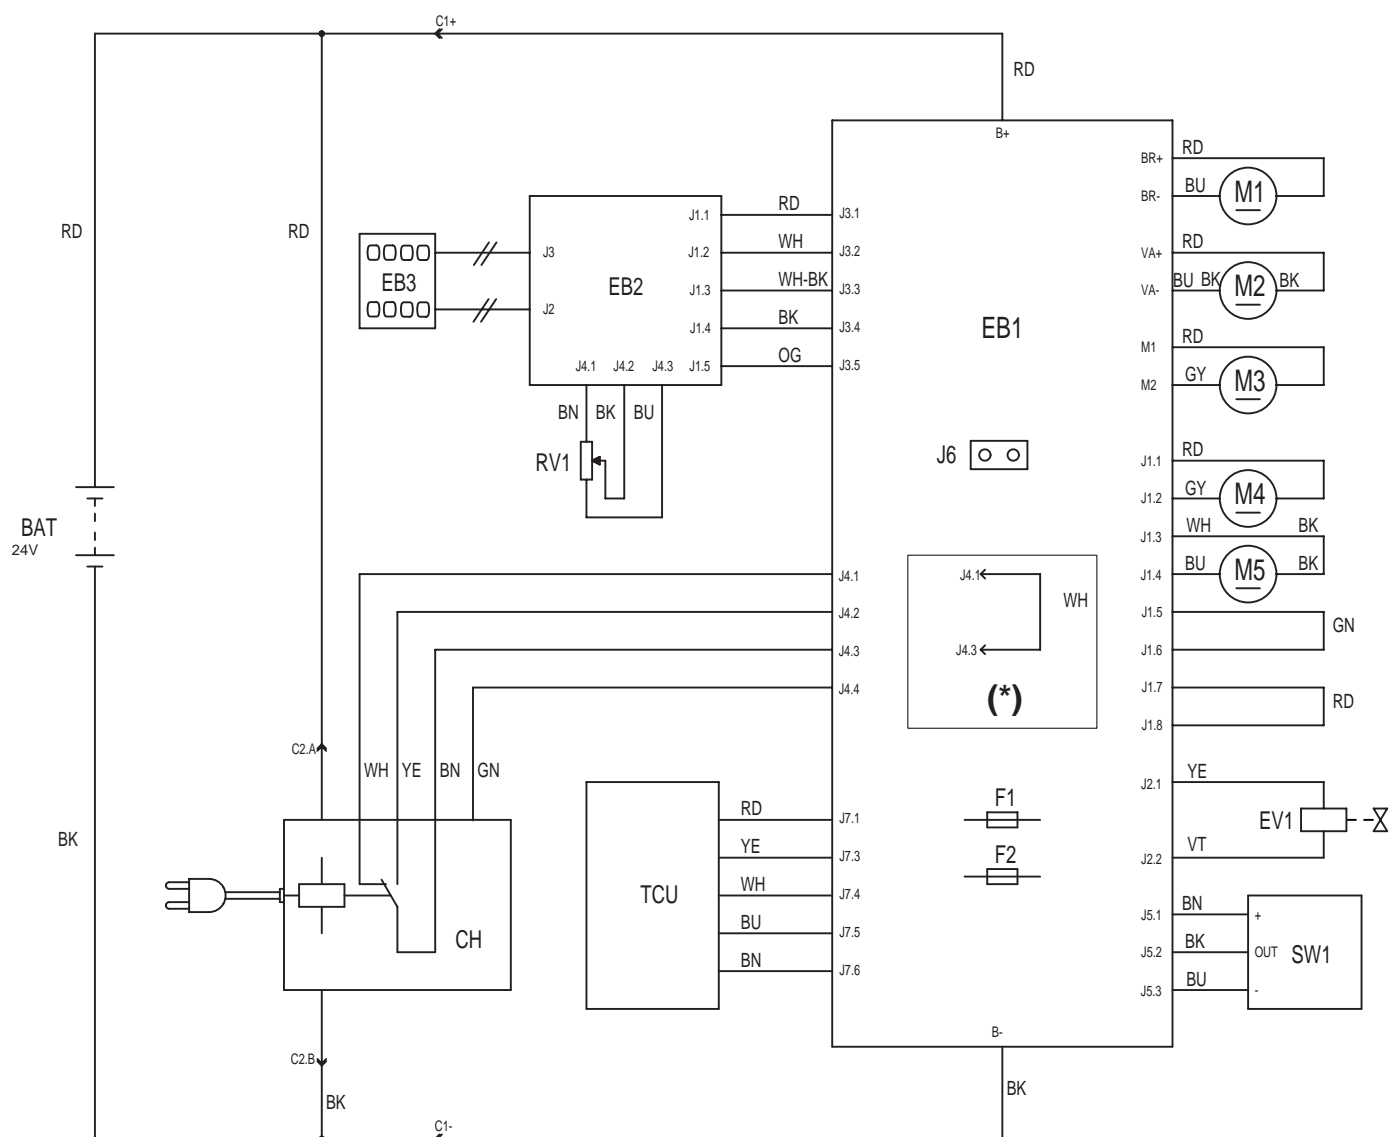 C1+
RD
B+
RD
BR+
BU
M1
BR-
RD
J1.1
J3.1
RD
RD
WH
RD
J1.2
J3.2
VA+
J3
EB3
EB2
WH-BK
J1.3
J3.3
BU BK
M2
BK
VA-
J2
BK
J1.4
J3.4
EB1
RD
M1
OG
J4.1
J4.2
J4.3
J1.5
J3.5
GY
M3
M2
BN
BK
BU
RV1
J6
RD
J1.1
GY
M4
J1.2
BAT
24V
WH
BK
J1.3
J4.1
J4.1
BU
M5
BK
J1.4
WH
J4.2
J1.5
GN
J4.3
J4.3
J1.6
J4.4
(*)
J1.7
RD
J1.8
C2.A
WH
YE
BN
GN
YE
J2.1
RD
J7.1
F1
EV1
BK
YE
J7.3
F2
VT
J2.2
TCU
WH
J7.4
BN
J5.1
+
CH
BU
J7.5
BK
J5.2
OUT
SW1
BN
J7.6
BU
J5.3
-
B-
C2.B
BK
BK
C1-